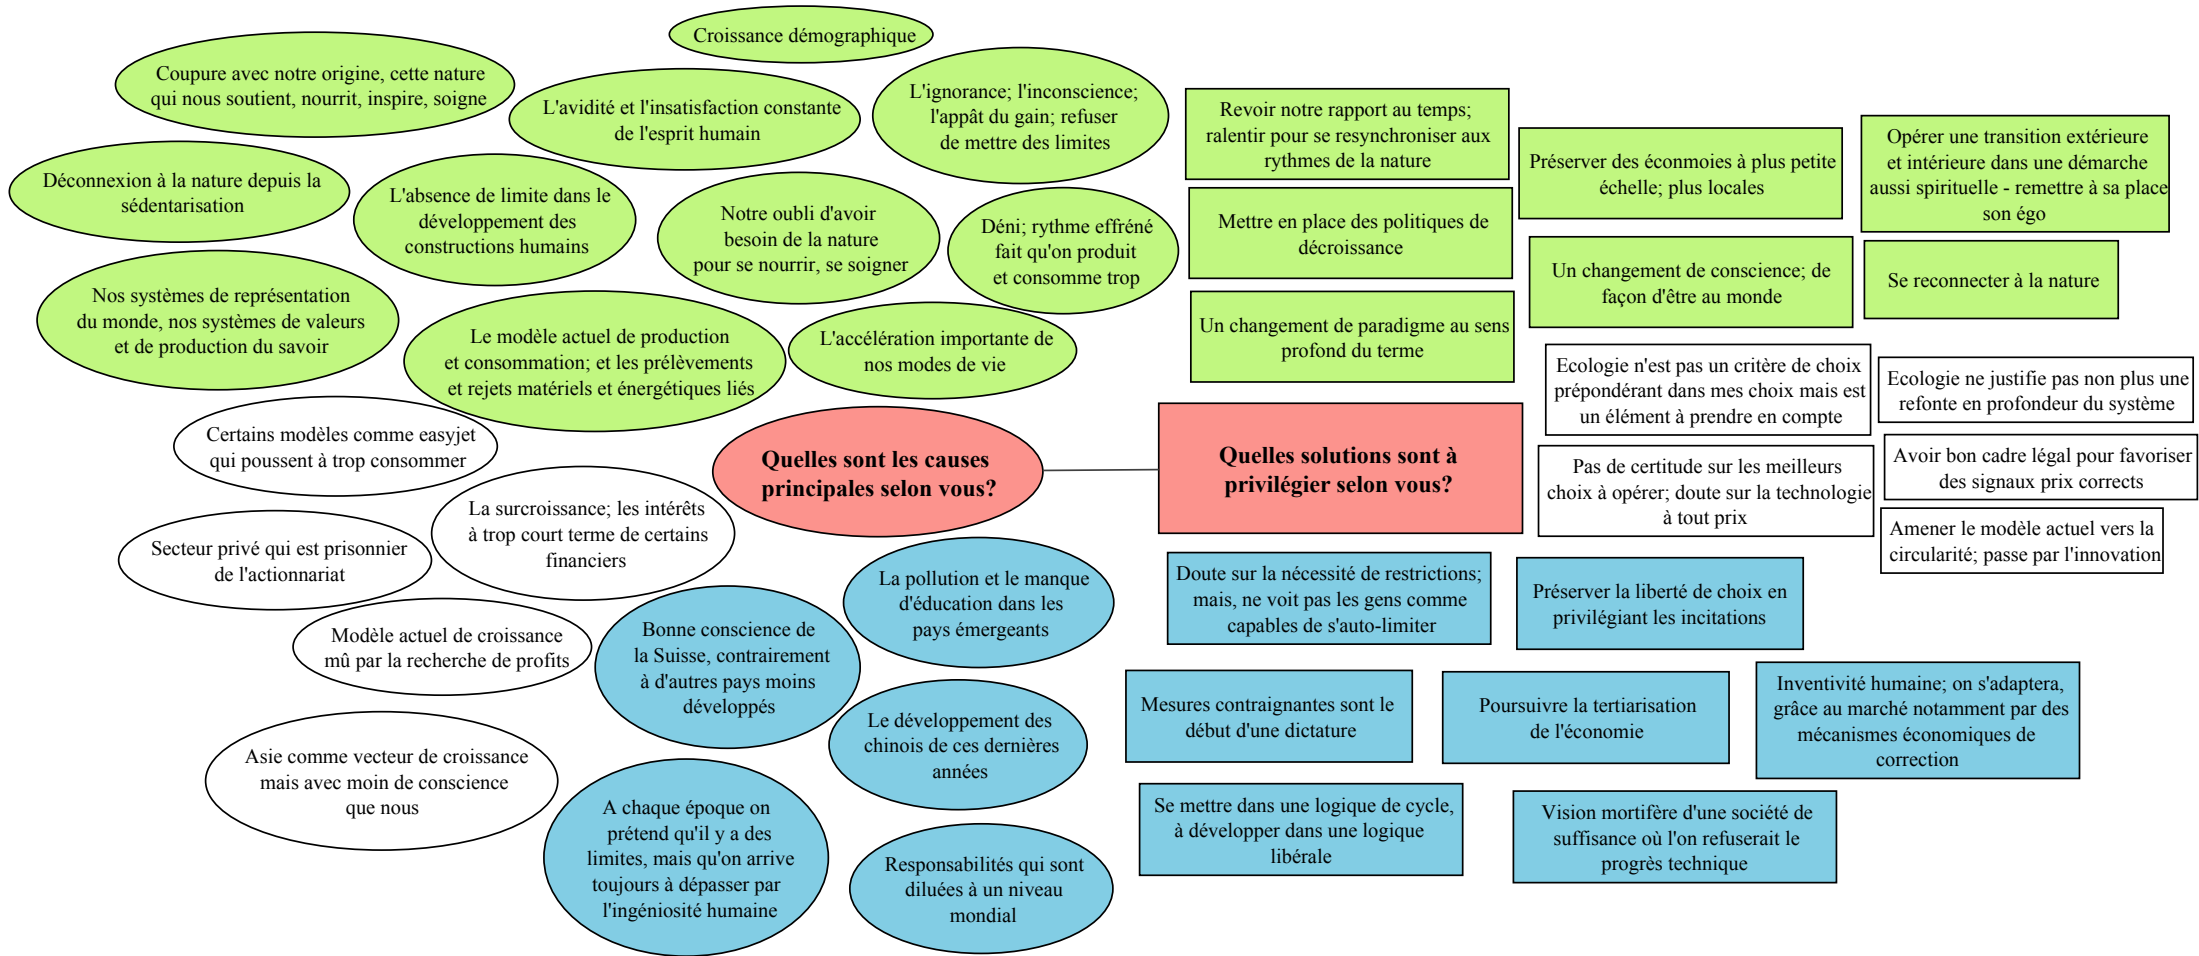 Croissance démographique
Coupure avec notre origine, cette nature
qui nous soutient, nourrit, inspire, soigne
L'avidité et l'insatisfaction constante
de l'esprit humain
L'ignorance; l'inconscience;
l'appât du gain; refuser
de mettre des limites
Déconnexion à la nature depuis la
sédentarisation
L'absence de limite dans le
développement des
constructions humains
Notre oubli d'avoir
besoin de la nature
pour se nourrir, se soigner
Déni; rythme effréné
fait qu'on produit
et consomme trop
Nos systèmes de représentation
du monde, nos systèmes de valeurs
et de production du savoir
Le modèle actuel de production
et consommation; et les prélèvements
et rejets matériels et énergétiques liés
L'accélération importante de
nos modes de vie
Certains modèles comme easyjet
qui poussent à trop consommer
Quelles sont les causes
principales selon vous?
La surcroissance; les intérêts
à trop court terme de certains
financiers
Secteur privé qui est prisonnier
de l'actionnariat
Modèle actuel de croissance
mû par la recherche de profits
Asie comme vecteur de croissance
mais avec moin de conscience
que nous
La pollution et le manque
d'éducation dans les
pays émergeants
Bonne conscience de
la Suisse, contrairement
à d'autres pays moins
développés
Le développement des
chinois de ces dernières
années
A chaque époque on
prétend qu'il y a des
limites, mais qu'on arrive
toujours à dépasser par
l'ingéniosité humaine
Responsabilités qui sont
diluées à un niveau
mondial
Revoir notre rapport au temps;
ralentir pour se resynchroniser aux
rythmes de la nature
Préserver des éconmoies à plus petite
échelle; plus locales
Opérer une transition extérieure
et intérieure dans une démarche
aussi spirituelle - remettre à sa place
son égo
Mettre en place des politiques de
décroissance
Un changement de conscience; de
façon d'être au monde
Se reconnecter à la nature
Un changement de paradigme au sens
profond du terme
Ecologie n'est pas un critère de choix
prépondérant dans mes choix mais est
un élément à prendre en compte
Ecologie ne justifie pas non plus une
refonte en profondeur du système
Quelles solutions sont à
privilégier selon vous?
Pas de certitude sur les meilleurs
choix à opérer; doute sur la technologie
à tout prix
Avoir bon cadre légal pour favoriser
des signaux prix corrects
Amener le modèle actuel vers la
circularité; passe par l'innovation
Doute sur la nécessité de restrictions;
mais, ne voit pas les gens comme
capables de s'auto-limiter
Préserver la liberté de choix en
privilégiant les incitations
Mesures contraignantes sont le
début d'une dictature
Poursuivre la tertiarisation
de l'économie
Inventivité humaine; on s'adaptera,
grâce au marché notamment par des
mécanismes économiques de
correction
Se mettre dans une logique de cycle,
à développer dans une logique
libérale
Vision mortifère d'une société de
suffisance où l'on refuserait le
progrès technique